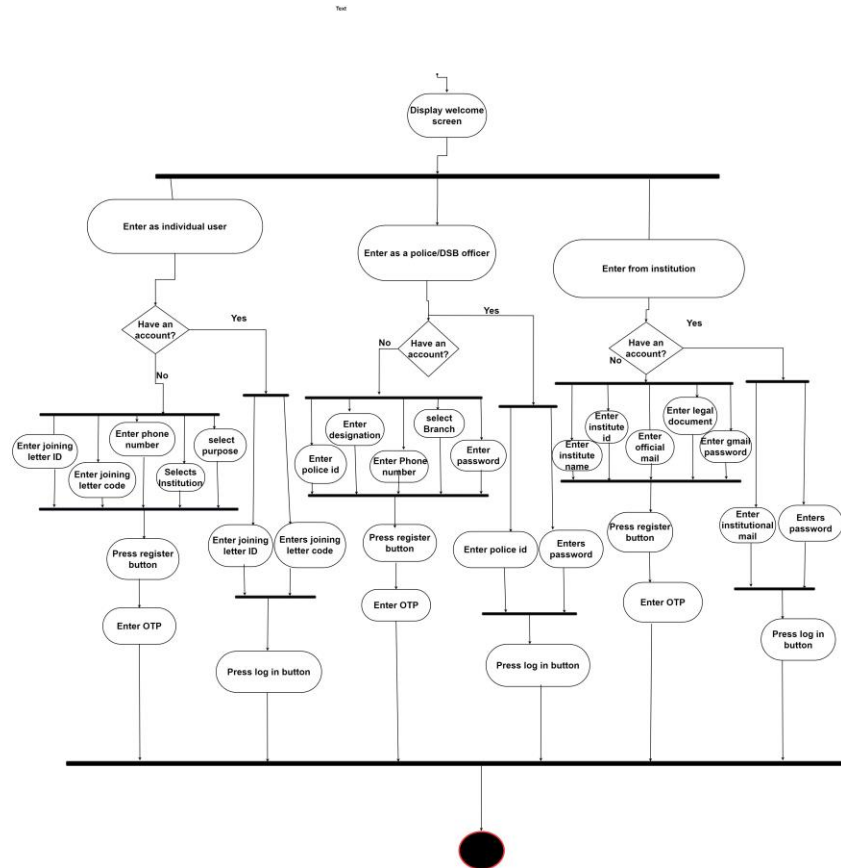 Text
Display welcome
screen
Enter as individual user
Enter as a police/DSB officer
Enter from institution
Have an
account?
Yes
No
Have an
account?
Yes
No
Have an
account?
Yes
No
Enter joining
letter ID
Enter joining
letter code
Enter phone
number
Selects
Institution
select
purpose
Enter
police id
Enter
designation
Enter Phone
number
select
Branch
Enter
password
Enter
institute
name
Enter
institute
id
Enter
official
mail
Enter legal
document
Enter gmail
password
Press register
button
Enter OTP
Enter joining
letter ID
Enters joining
letter code
Press log in button
Press register
button
Enter OTP
Enter police id
Enters
password
Press log in button
Press register
button
Enter OTP
Enter
institutional
mail
Enters
password
Press log in
button